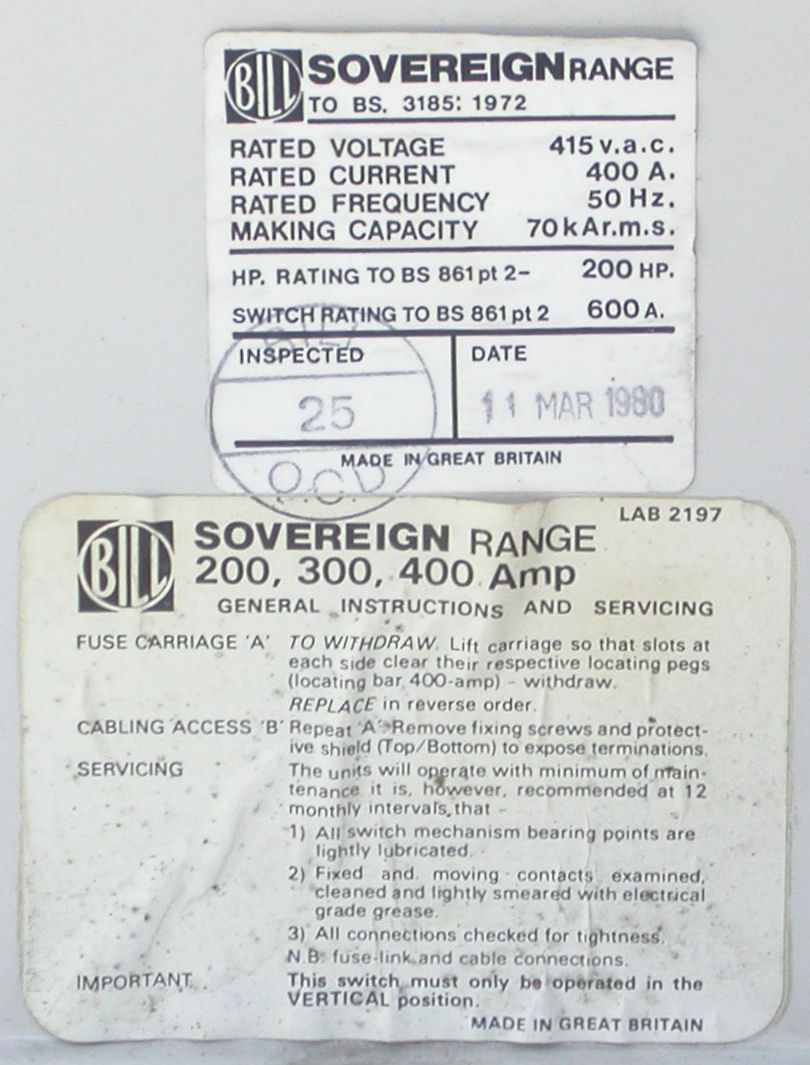 BILL SOVEREIGN RANGE
TO BS. 3185: 1972
RATED VOLTAGE 415 v.a.c.
RATED CURRENT 400 A.
RATED FREQUENCY 50 Hz.
MAKING CAPACITY 70kAr.m.s.
HP. RATING TO BS 861 pt 2- 200 HP.
SWITCH RATING TO BS 861 pt 2 600 A.
BILL
INSPECTED DATE
25 11 MAR 1980
MADE IN GREAT BRITAIN
QCD
LAB 2197
BILL SOVEREIGN RANGE
200, 300, 400 Amp
GENERAL INSTRUCTIONS AND SERVICING
FUSE CARRIAGE 'A' TO WITHDRAW. Lift carriage so that slots at
each side clear their respective locating pegs
(locating bar 400-amp) - withdraw.
REPLACE in reverse order.
CABLING ACCESS 'B' Repeat 'A' Remove fixing screws and protect-
ive shield (Top/Bottom) to expose terminations.
SERVICING The units will operate with minimum of main-
tenance it is, however, recommended at 12
monthly intervals, that -
1) All switch mechanism bearing points are
lightly lubricated.
2) Fixed and moving contacts examined,
cleaned and lightly smeared with electrical
grade grease.
3) All connections checked for tightness.
N.B. fuse-link and cable connections.
IMPORTANT This switch must only be operated in the
VERTICAL position.
MADE IN GREAT BRITAIN